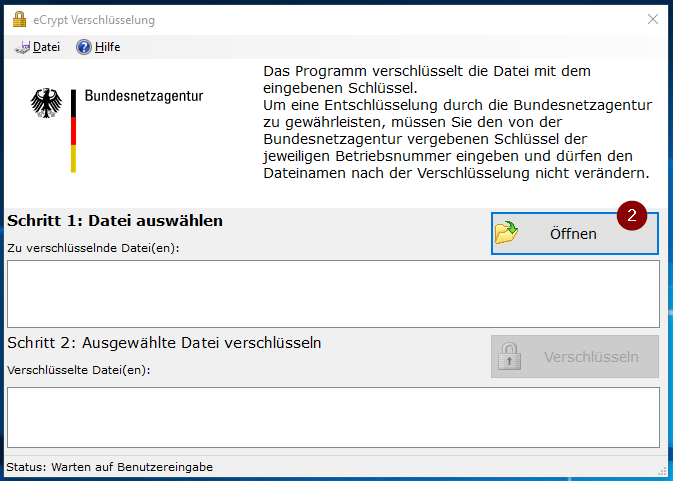 eCrypt Verschlüsselung
Datei Hilfe
Bundesnetzagentur
Das Programm verschlüsselt die Datei mit dem
eingebenen Schlüssel.
Um eine Entschlüsselung durch die Bundesnetzagentur
zu gewährleisten, müssen Sie den von der
Bundesnetzagentur vergebenen Schlüssel der
jeweiligen Betriebsnummer eingeben und dürfen den
Dateinamen nach der Verschlüsselung nicht verändern.
Schritt 1: Datei auswählen
2
Öffnen
Zu verschlüsselnde Datei(en):
Schritt 2: Ausgewählte Datei verschlüsseln
Verschlüsseln
Verschlüsselte Datei(en):
Status: Warten auf Benutzereingabe